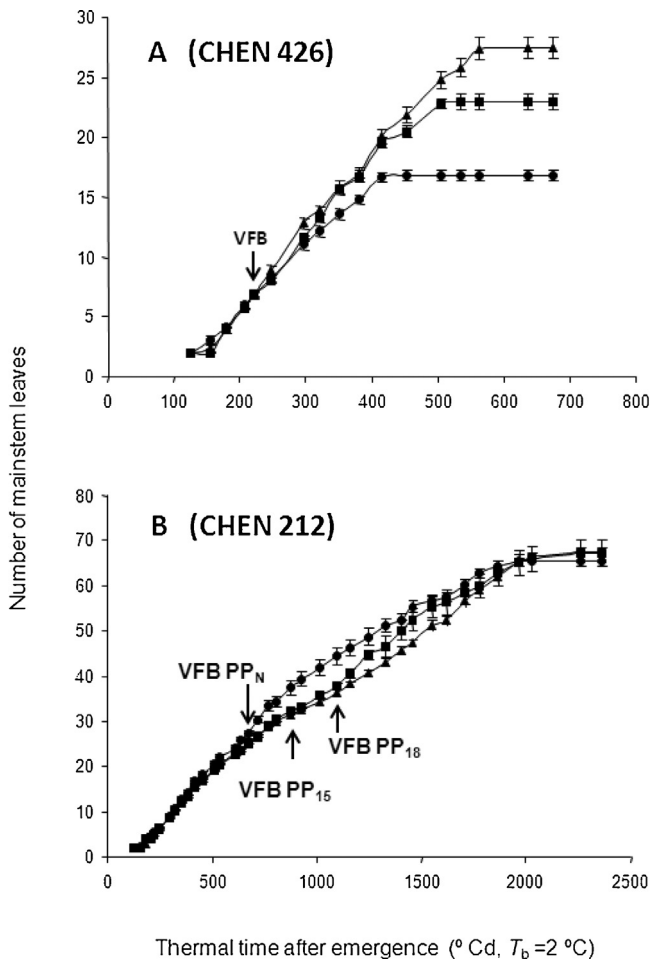 30
A (CHEN 426)
25
20
15
VFB
10
5
0
0 100 200 300 400 500 600 700 800
Number of mainstem leaves
80
B (CHEN 212)
70
60
50
VFB PPN
40
30
VFB PP18
VFB PP15
20
10
0
0 500 1000 1500 2000 2500
Thermal time after emergence (º Cd, Tb =2 ºC)